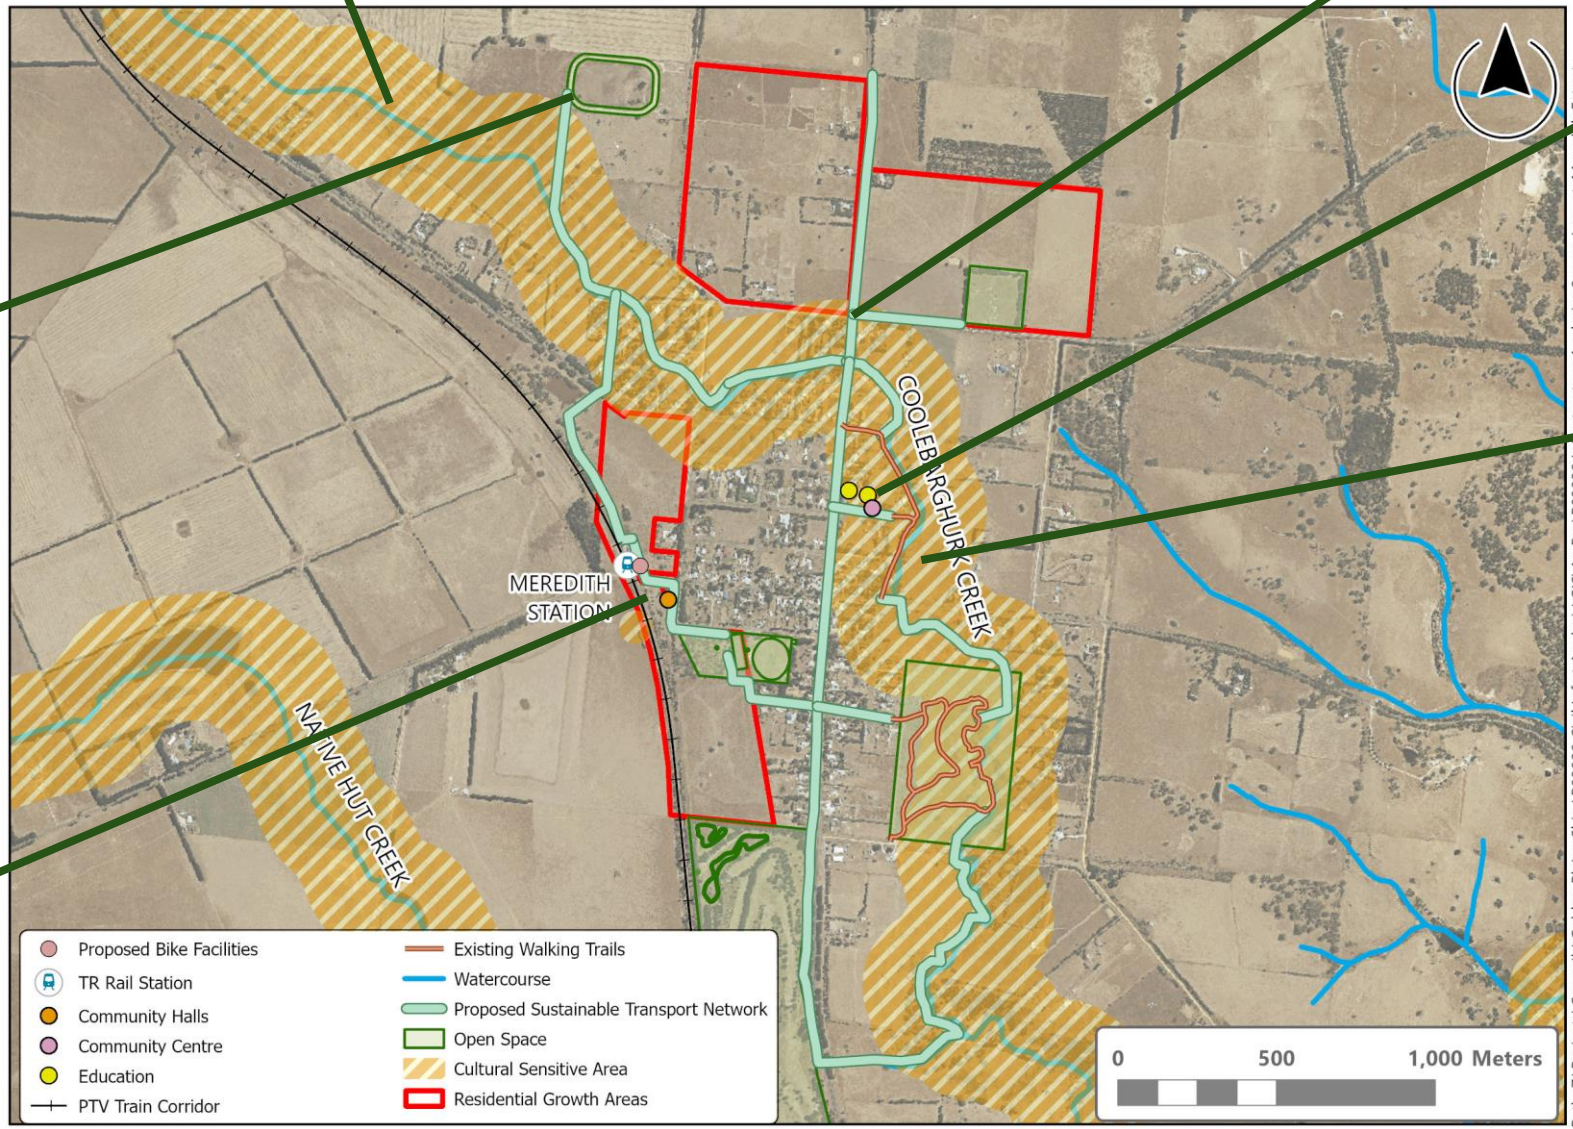 COOLEBARGHURK CREEK
MEREDITH
STATION
NATIVE HUT CREEK
Proposed Bike Facilities
TR Rail Station
Community Halls
Community Centre
Education
PTV Train Corridor
Existing Walking Trails
Watercourse
Proposed Sustainable Transport Network
Open Space
Cultural Sensitive Area
Residential Growth Areas
0 500 1,000 Meters